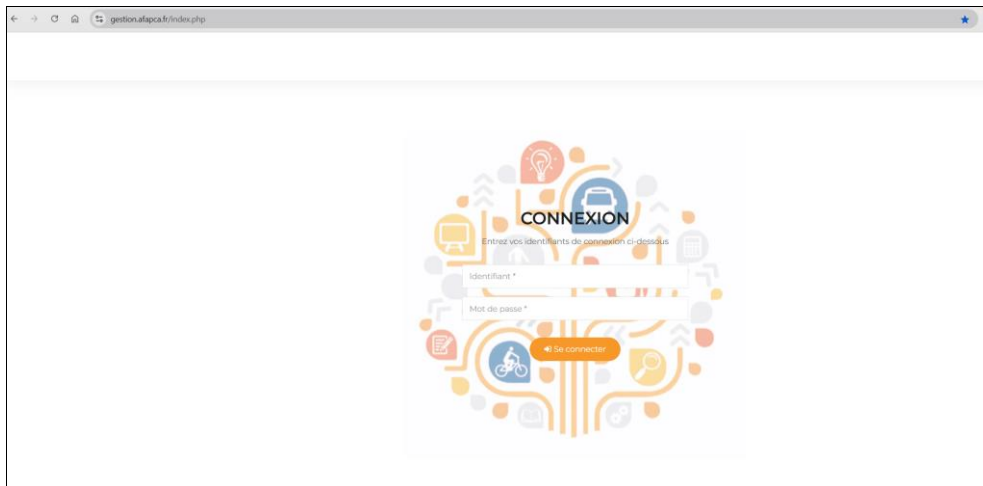 gestion.afapca.fr/index.php
CONNEXION
Entrez vos identifiants de connexion ci-dessous
Identifiant *
Mot de passe *
Se connecter